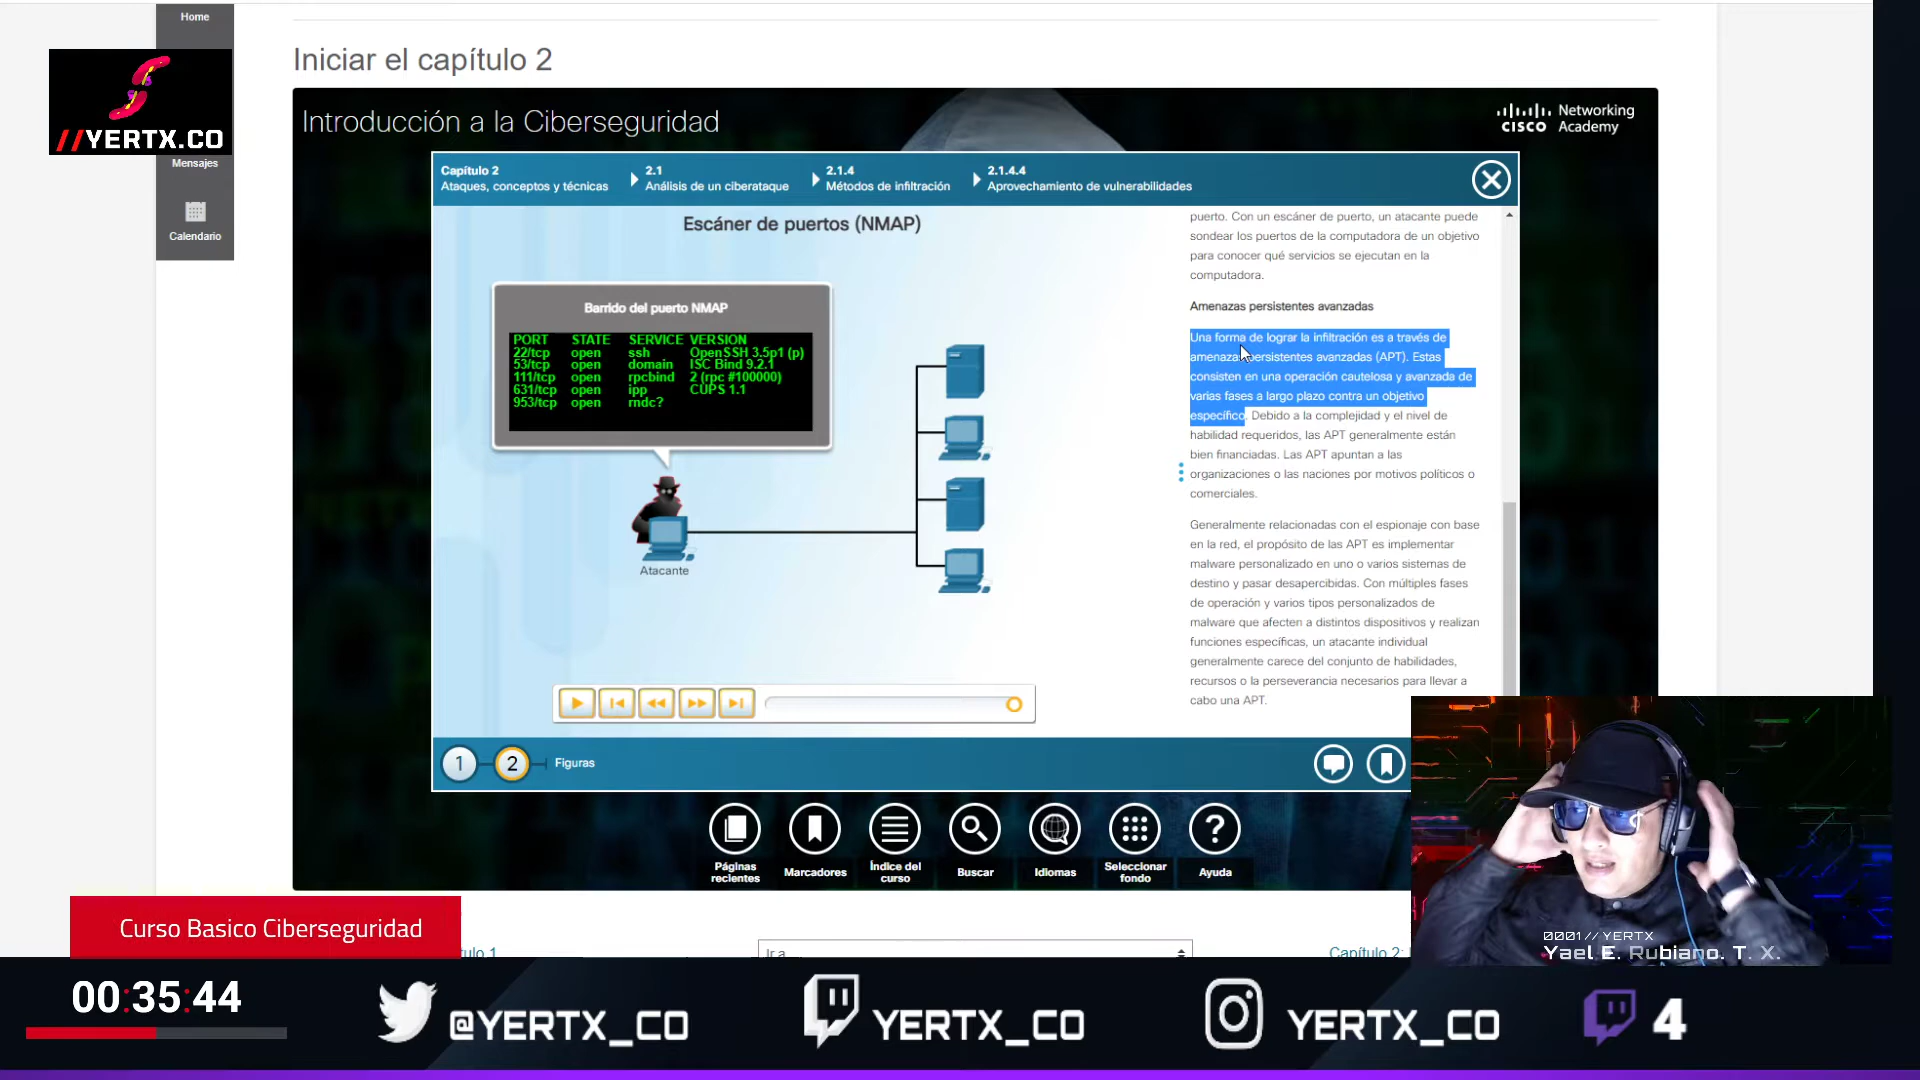 Home
//YERTX.CO
Mensajes
Calendario
Iniciar el capítulo 2
Introducción a la Ciberseguridad
CISCO Networking
Academy
Capítulo 2
Ataques, conceptos y técnicas
2.1
Análisis de un ciberataque
2.1.4
Métodos de infiltración
2.1.4.4
Aprovechamiento de vulnerabilidades
Escáner de puertos (NMAP)
Barrido del puerto NMAP
PORT STATE SERVICE VERSION
22/tcp open ssh OpenSSH 3.5p1 (p)
53/tcp open domain ISC Bind 9.2.1
111/tcp open rpcbind 2 (rpc #100000)
631/tcp open ipp CUPS 1.1
953/tcp open rndc?
Atacante
puerto. Con un escáner de puerto, un atacante puede
sondear los puertos de la computadora de un objetivo
para conocer qué servicios se ejecutan en la
computadora.
Amenazas persistentes avanzadas
Una forma de lograr la infiltración es a través de
amenazas persistentes avanzadas (APT). Estas
consisten en una operación cautelosa y avanzada de
varias fases a largo plazo contra un objetivo
específico. Debido a la complejidad y el nivel de
habilidad requeridos, las APT generalmente están
bien financiadas. Las APT apuntan a las
organizaciones o las naciones por motivos políticos o
comerciales.
Generalmente relacionadas con el espionaje con base
en la red, el propósito de las APT es implementar
malware personalizado en uno o varios sistemas de
destino y pasar desapercibidas. Con múltiples fases
de operación y varios tipos personalizados de
malware que afecten a distintos dispositivos y realizan
funciones específicas, un atacante individual
generalmente carece del conjunto de habilidades,
recursos o la perseverancia necesarios para llevar a
cabo una APT.
1 2 Figuras
Páginas
recientes
Marcadores
Índice del
curso
Buscar
Idiomas
Seleccionar
fondo
?
Ayuda
Curso Basico Ciberseguridad
tulo 1
Ir a...
Capítulo 2:
0001 // YERTX
Yael E. Rubiano. T. X.
00:35:44
@YERTX_CO
YERTX_CO
YERTX_CO
4